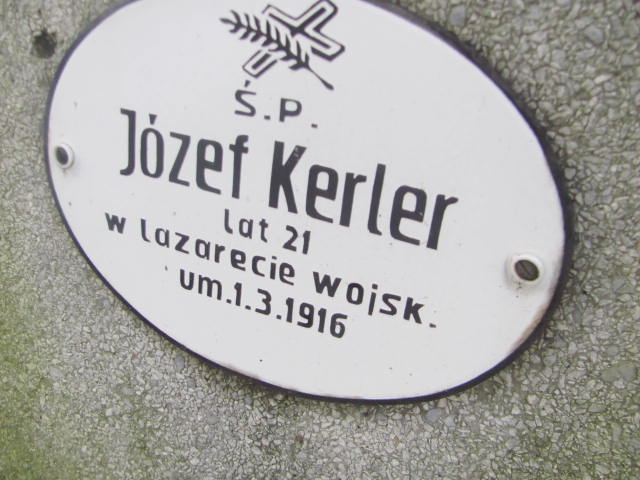 Ś.P.
Józef Kerler
lat 21
w lazarecie wojsk.
um.1.3.1916